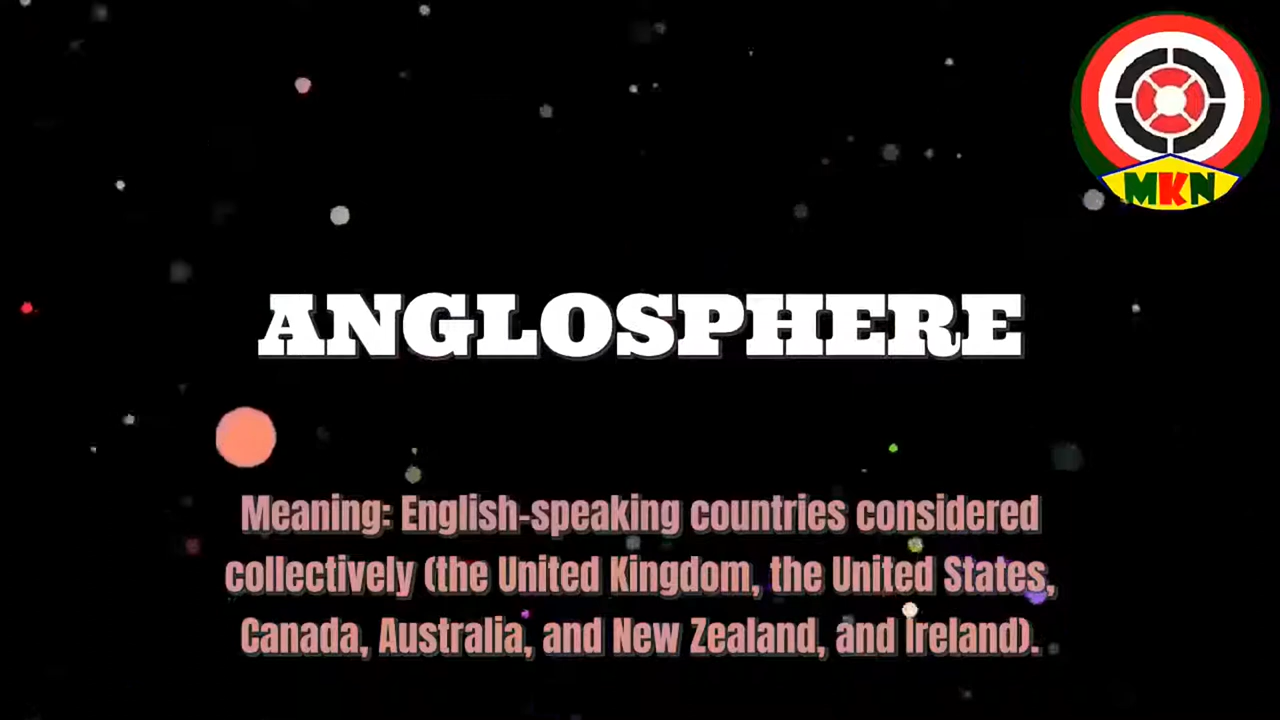 MKN
ANGLOSPHERE
Meaning: English-speaking countries considered
collectively (the United Kingdom, the United States,
Canada, Australia, and New Zealand, and Ireland).